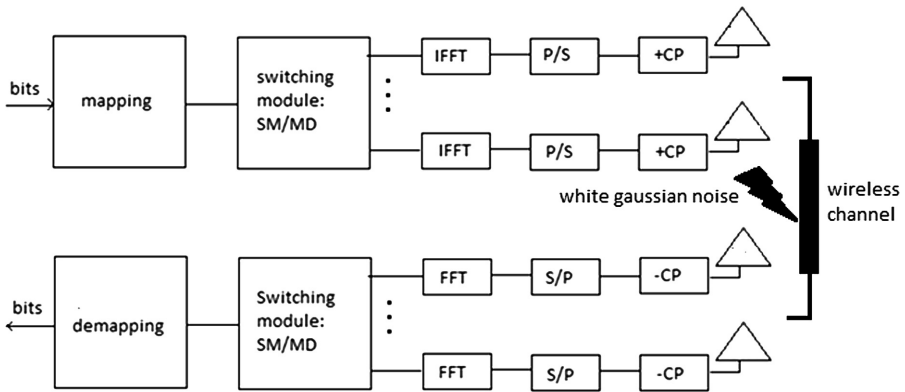 bits
mapping
switching
module:
SM/MD
IFFT
P/S
+CP
IFFT
P/S
+CP
white gaussian noise
wireless
channel
bits
demapping
Switching
module:
SM/MD
FFT
S/P
-CP
FFT
S/P
-CP